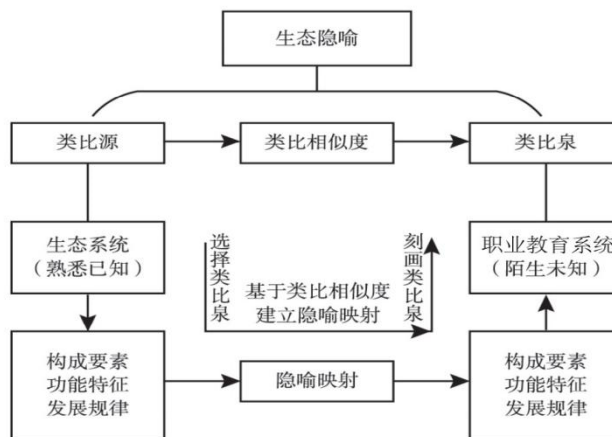 生态隐喻
类比源
类比相似度
类比泉
生态系统
（熟悉已知）
选择类比泉
基于类比相似度
建立隐喻映射
刻画类比泉
职业教育系统
（陌生未知）
构成要素
功能特征
发展规律
隐喻映射
构成要素
功能特征
发展规律